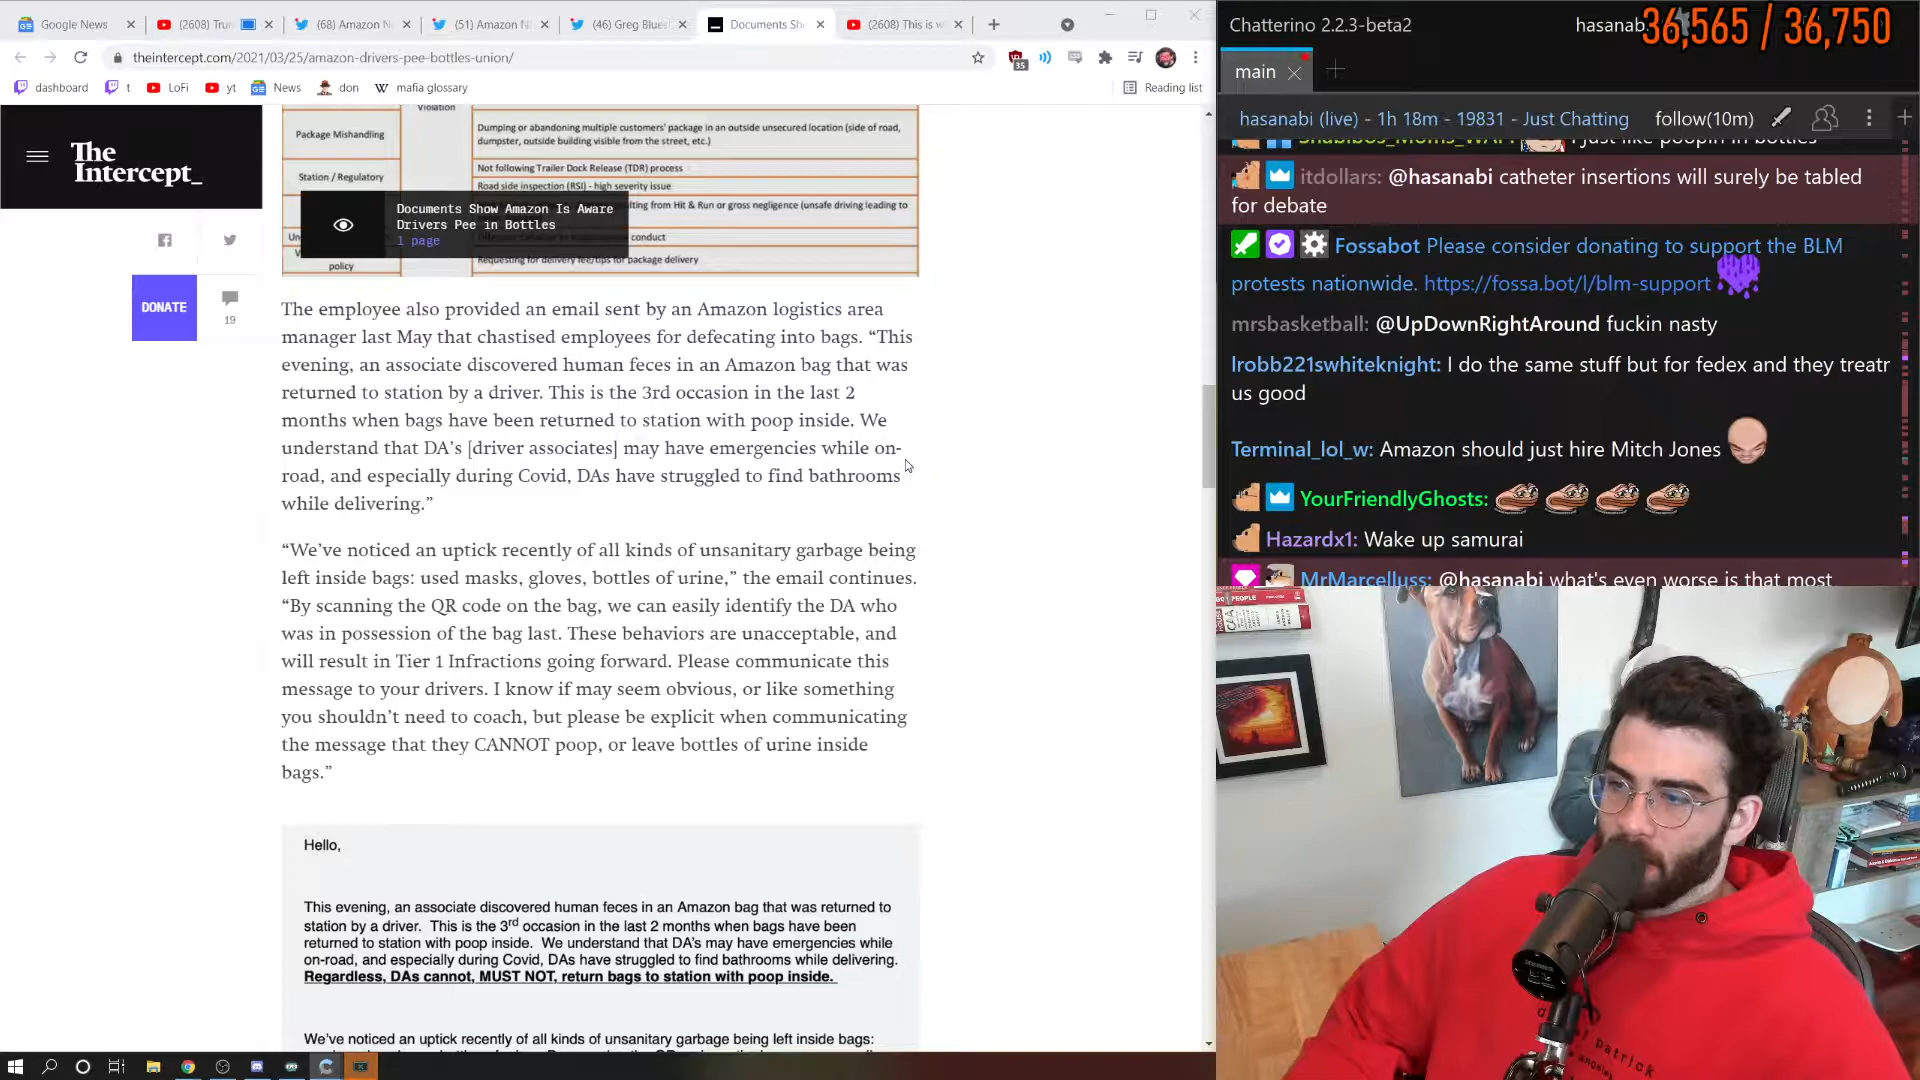 Google News
(2608) Trun
(68) Amazon N
(51) Amazon N
(46) Greg Blues
Documents Sho
(2608) This is w
theintercept.com/2021/03/25/amazon-drivers-pee-bottles-union/
35
dashboard
t
LoFi
yt
News
don
mafia glossary
Reading list
The
Intercept_
DONATE
19
Violation
Package Mishandling
Dumping or abandoning multiple customers' package in an outside unsecured location (side of road,
dumpster, outside building visible from the street, etc.)
Station / Regulatory
Not following Trailer Dock Release (TDR) process
Road side inspection (RSI) - high severity issue
ulting from Hit & Run or gross negligence (unsafe driving leading to
conduct
policy
Requesting for delivery fee/tips for package delivery
Documents Show Amazon Is Aware
Drivers Pee in Bottles
1 page
The employee also provided an email sent by an Amazon logistics area
manager last May that chastised employees for defecating into bags. “This
evening, an associate discovered human feces in an Amazon bag that was
returned to station by a driver. This is the 3rd occasion in the last 2
months when bags have been returned to station with poop inside. We
understand that DA’s [driver associates] may have emergencies while on-
road, and especially during Covid, DAs have struggled to find bathrooms
while delivering.”
“We’ve noticed an uptick recently of all kinds of unsanitary garbage being
left inside bags: used masks, gloves, bottles of urine,” the email continues.
“By scanning the QR code on the bag, we can easily identify the DA who
was in possession of the bag last. These behaviors are unacceptable, and
will result in Tier 1 Infractions going forward. Please communicate this
message to your drivers. I know if may seem obvious, or like something
you shouldn’t need to coach, but please be explicit when communicating
the message that they CANNOT poop, or leave bottles of urine inside
bags.”
Hello,
This evening, an associate discovered human feces in an Amazon bag that was returned to
station by a driver. This is the 3rd occasion in the last 2 months when bags have been
returned to station with poop inside. We understand that DA's may have emergencies while
on-road, and especially during Covid, DAs have struggled to find bathrooms while delivering.
Regardless, DAs cannot, MUST NOT, return bags to station with poop inside.
We've noticed an uptick recently of all kinds of unsanitary garbage being left inside bags:
Chatterino 2.2.3-beta2
hasanab
36,565 / 36,750
main
hasanabi (live) - 1h 18m - 19831 - Just Chatting
follow(10m)
I just like poopin in bottles
itdollars: @hasanabi catheter insertions will surely be tabled
for debate
Fossabot Please consider donating to support the BLM
protests nationwide. https://fossa.bot/l/blm-support
mrsbasketball: @UpDownRightAround fuckin nasty
lrobb221swhiteknight: I do the same stuff but for fedex and they treatr
us good
Terminal_lol_w: Amazon should just hire Mitch Jones
YourFriendlyGhosts:
Hazardx1: Wake up samurai
MrMarcelluss: @hasanabi what's even worse is that most